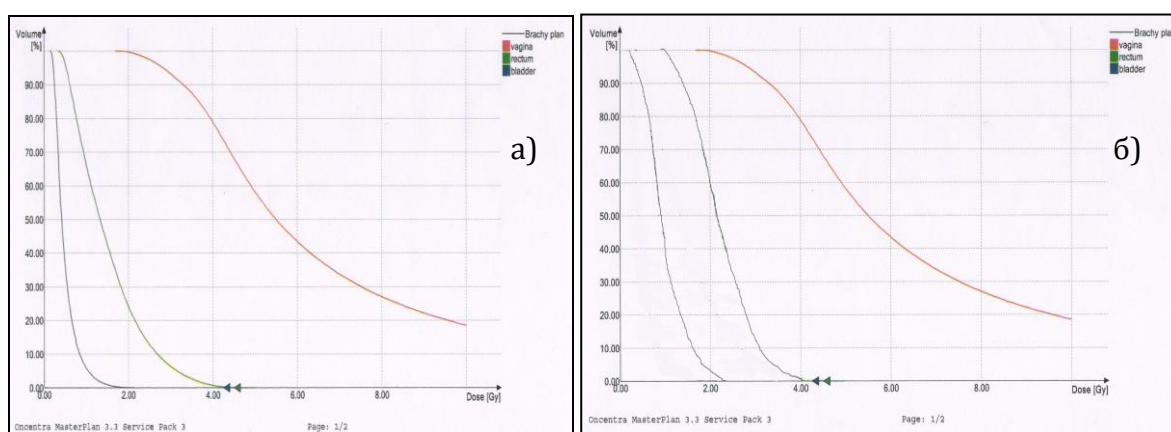 Volume
[%]
Brachy plan
vagina
rectum
bladder
90.00
80.00
70.00
60.00
50.00
40.00
30.00
20.00
10.00
0.00
0.00 2.00 4.00 6.00 8.00 Dose [Gy]
а)
Oncentra MasterPlan 3.3 Service Pack 3 Page: 1/2
Volume
[%]
Brachy plan
vagina
rectum
bladder
90.00
80.00
70.00
60.00
50.00
40.00
30.00
20.00
10.00
0.00
0.00 2.00 4.00 6.00 8.00 Dose [Gy]
б)
Oncentra MasterPlan 3.3 Service Pack 3 Page: 1/2